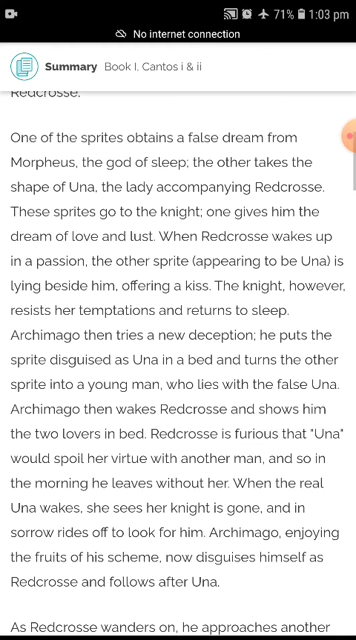 71% 1:03 pm
No internet connection
Summary Book I, Cantos i & ii
Redcrosse.
One of the sprites obtains a false dream from
Morpheus, the god of sleep; the other takes the
shape of Una, the lady accompanying Redcrosse.
These sprites go to the knight; one gives him the
dream of love and lust. When Redcrosse wakes up
in a passion, the other sprite (appearing to be Una) is
lying beside him, offering a kiss. The knight, however,
resists her temptations and returns to sleep.
Archimago then tries a new deception; he puts the
sprite disguised as Una in a bed and turns the other
sprite into a young man, who lies with the false Una.
Archimago then wakes Redcrosse and shows him
the two lovers in bed. Redcrosse is furious that "Una"
would spoil her virtue with another man, and so in
the morning he leaves without her. When the real
Una wakes, she sees her knight is gone, and in
sorrow rides off to look for him. Archimago, enjoying
the fruits of his scheme, now disguises himself as
Redcrosse and follows after Una.
As Redcrosse wanders on, he approaches another